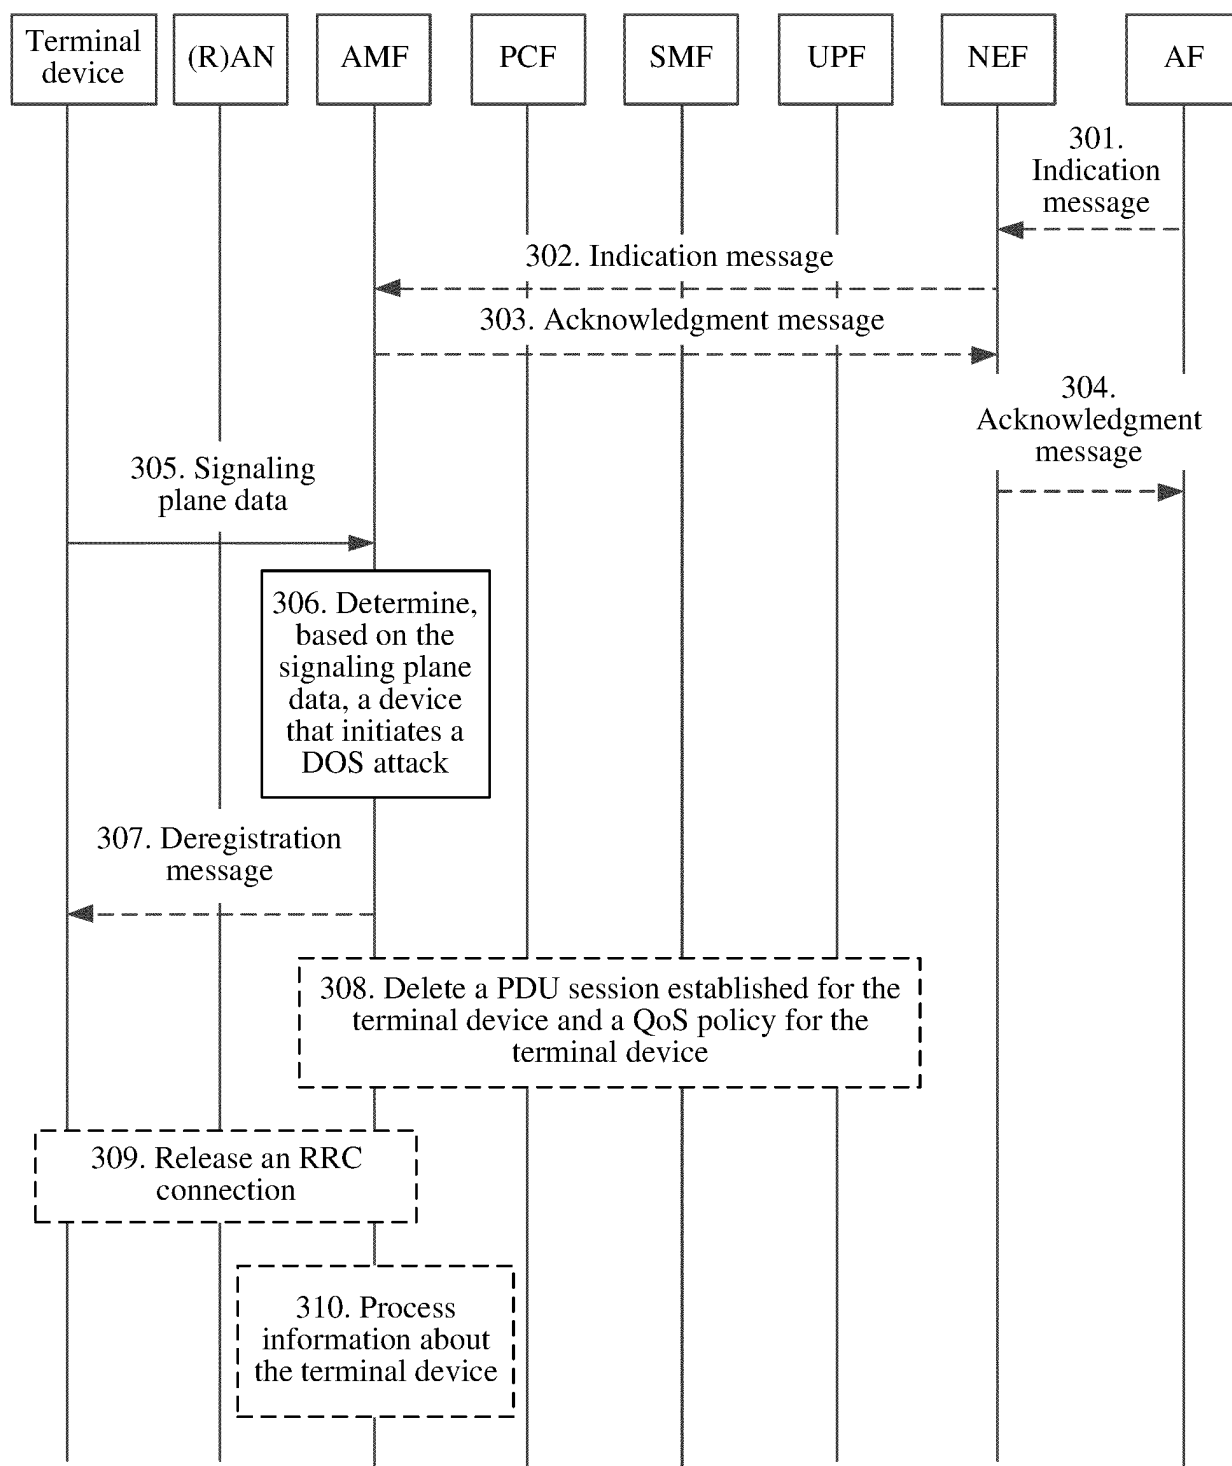 Terminal
device
(R)AN
AMF
PCF
SMF
UPF
NEF
AF
301.
Indication
message
302. Indication message
303. Acknowledgment message
304.
Acknowledgment
message
305. Signaling
plane data
306. Determine,
based on the
signaling plane
data, a device
that initiates a
DOS attack
307. Deregistration
message
308. Delete a PDU session established for the
terminal device and a QoS policy for the
terminal device
309. Release an RRC
connection
310. Process
information about
the terminal device